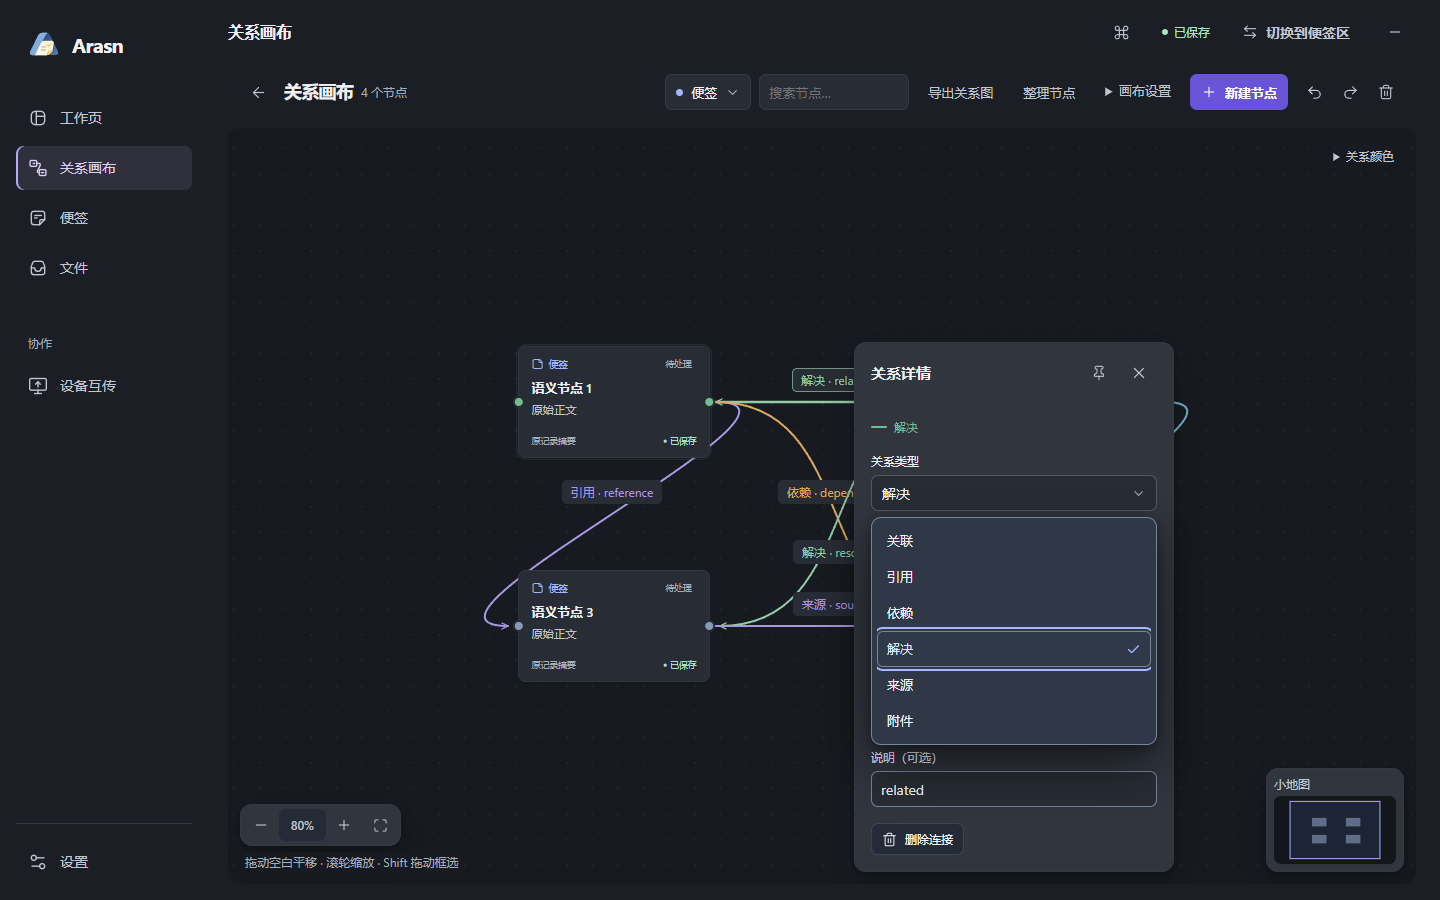 Arasn
工作页
关系画布
便签
文件
协作
设备互传
设置
关系画布
已保存
切换到便签区
关系画布 4 个节点
便签
搜索节点...
导出关系图
整理节点
画布设置
新建节点
关系颜色
便签 待处理
语义节点 1
原始正文
原记录摘要 已保存
解决 · rela
引用 · reference
依赖 · depen
解决 · reso
来源 · sou
便签 待处理
语义节点 3
原始正文
原记录摘要 已保存
关系详情
解决
关系类型
解决
关联
引用
依赖
解决
来源
附件
说明（可选）
related
删除连接
小地图
80%
拖动空白平移 · 滚轮缩放 · Shift 拖动框选